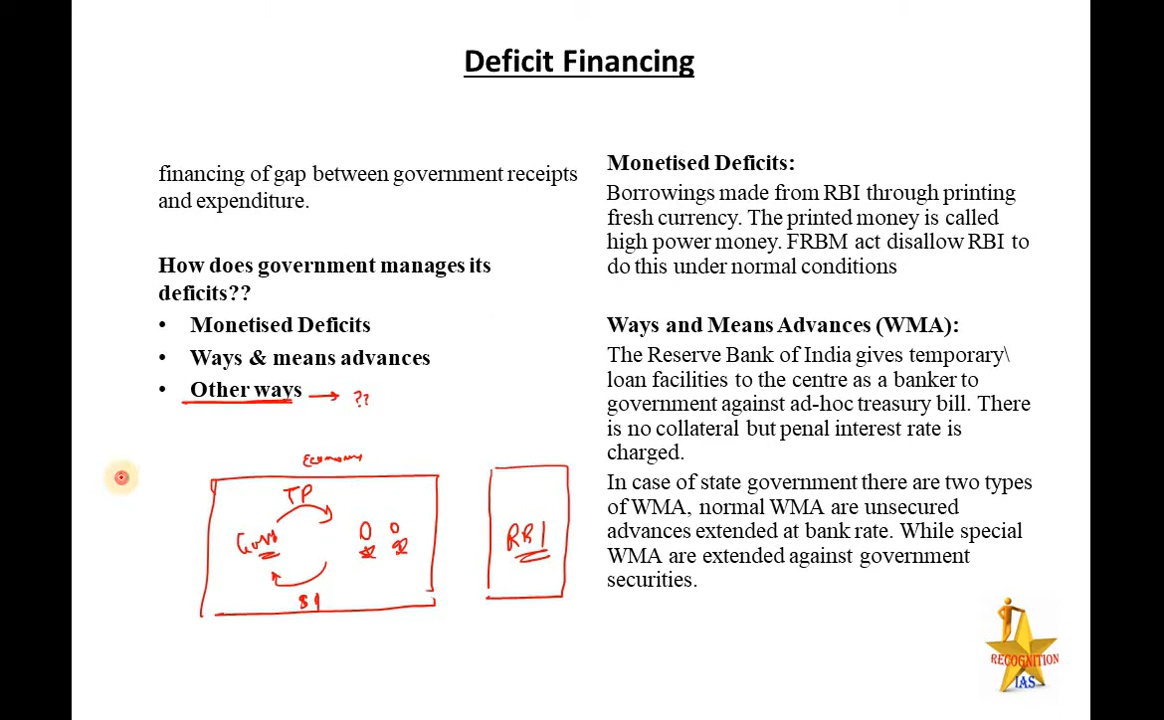 Deficit Financing
financing of gap between government receipts
and expenditure.
How does government manages its
deficits??
• Monetised Deficits
• Ways & means advances
• Other ways → ??
Economy
TP
Govt
RBI
Monetised Deficits:
Borrowings made from RBI through printing
fresh currency. The printed money is called
high power money. FRBM act disallow RBI to
do this under normal conditions
Ways and Means Advances (WMA):
The Reserve Bank of India gives temporary\
loan facilities to the centre as a banker to
government against ad-hoc treasury bill. There
is no collateral but penal interest rate is
charged.
In case of state government there are two types
of WMA, normal WMA are unsecured
advances extended at bank rate. While special
WMA are extended against government
securities.
RECOGNITION
IAS